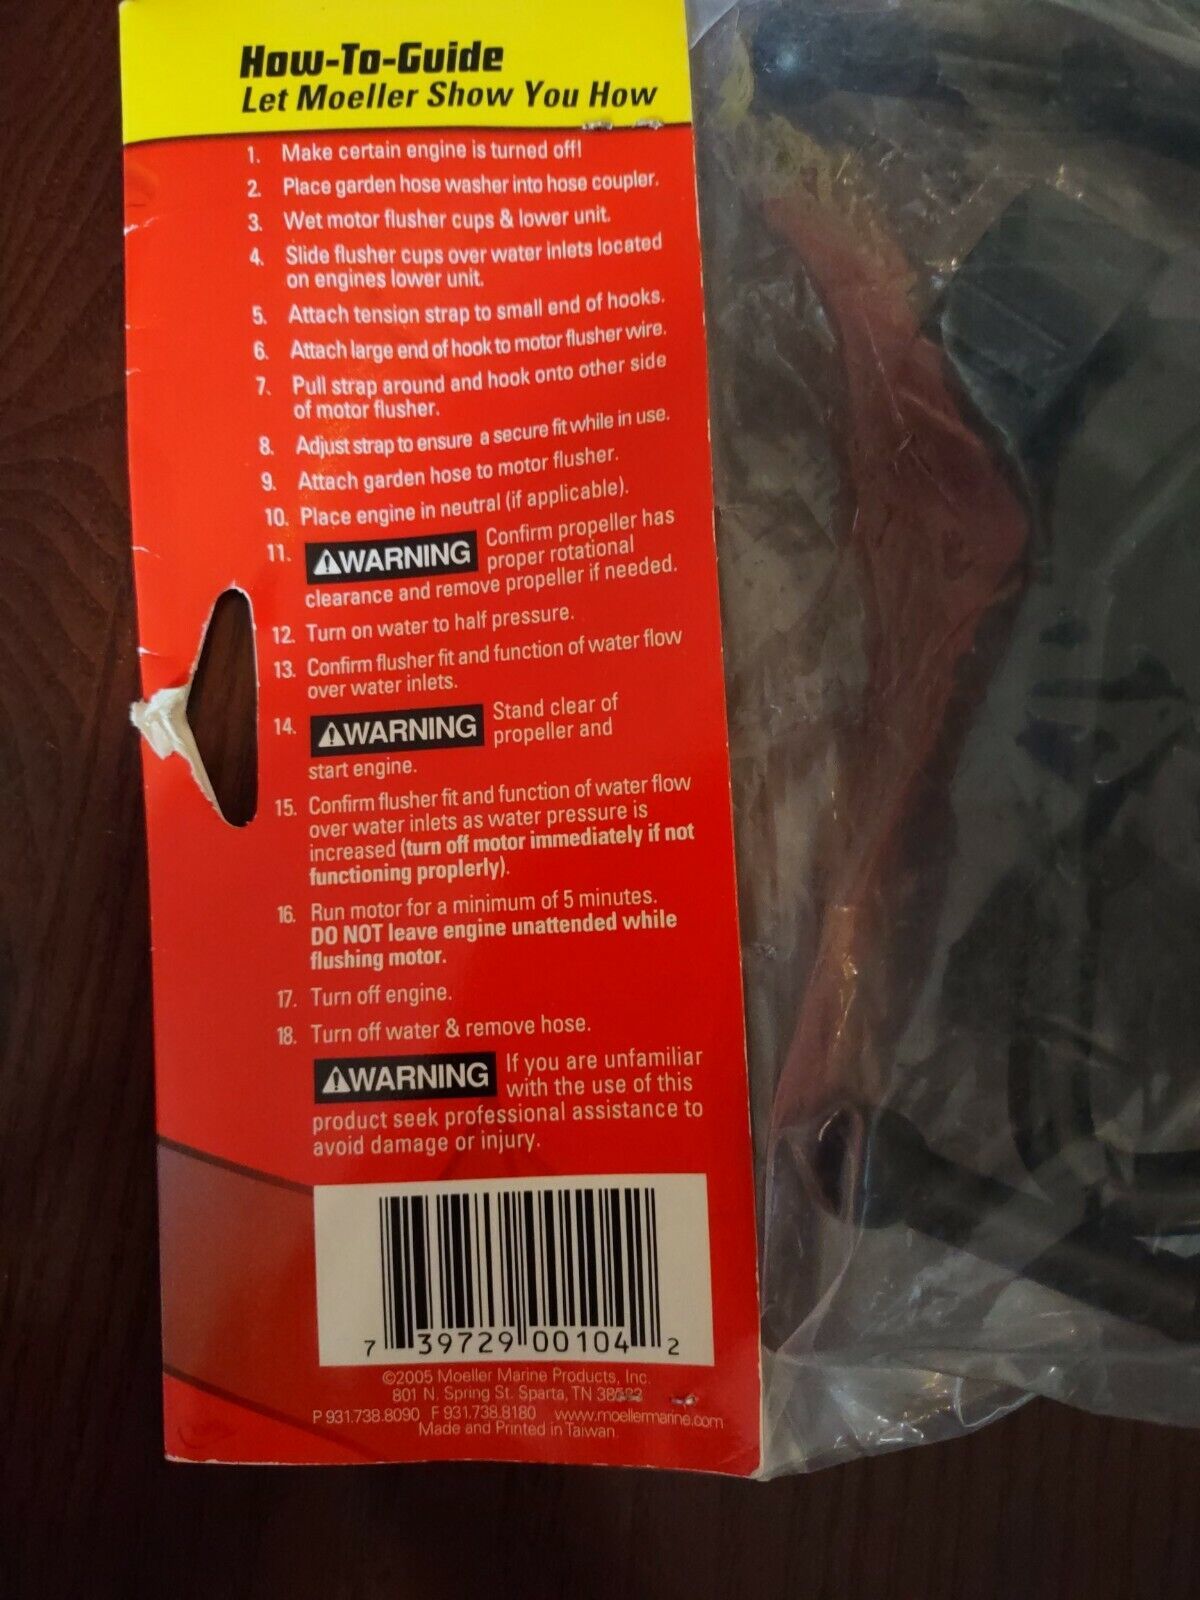 How-To-Guide
Let Moeller Show You How
1. Make certain engine is turned off!
2. Place garden hose washer into hose coupler.
3. Wet motor flusher cups & lower unit.
4. Slide flusher cups over water inlets located
on engines lower unit.
5. Attach tension strap to small end of hooks.
6. Attach large end of hook to motor flusher wire.
7. Pull strap around and hook onto other side
of motor flusher.
8. Adjust strap to ensure a secure fit while in use.
9. Attach garden hose to motor flusher.
10. Place engine in neutral (if applicable).
11. ⚠WARNING Confirm propeller has
proper rotational
clearance and remove propeller if needed.
12. Turn on water to half pressure.
13. Confirm flusher fit and function of water flow
over water inlets.
14. ⚠WARNING Stand clear of
propeller and
start engine.
15. Confirm flusher fit and function of water flow
over water inlets as water pressure is
increased (turn off motor immediately if not
functioning proplerly).
16. Run motor for a minimum of 5 minutes.
DO NOT leave engine unattended while
flushing motor.
17. Turn off engine.
18. Turn off water & remove hose.
⚠WARNING If you are unfamiliar
with the use of this
product seek professional assistance to
avoid damage or injury.
7 39729 00104 2
©2005 Moeller Marine Products, Inc.
801 N. Spring St. Sparta, TN
P 931.738.8090 F 931.738.8180 www.moellermarine.com
Made and Printed in Taiwan.